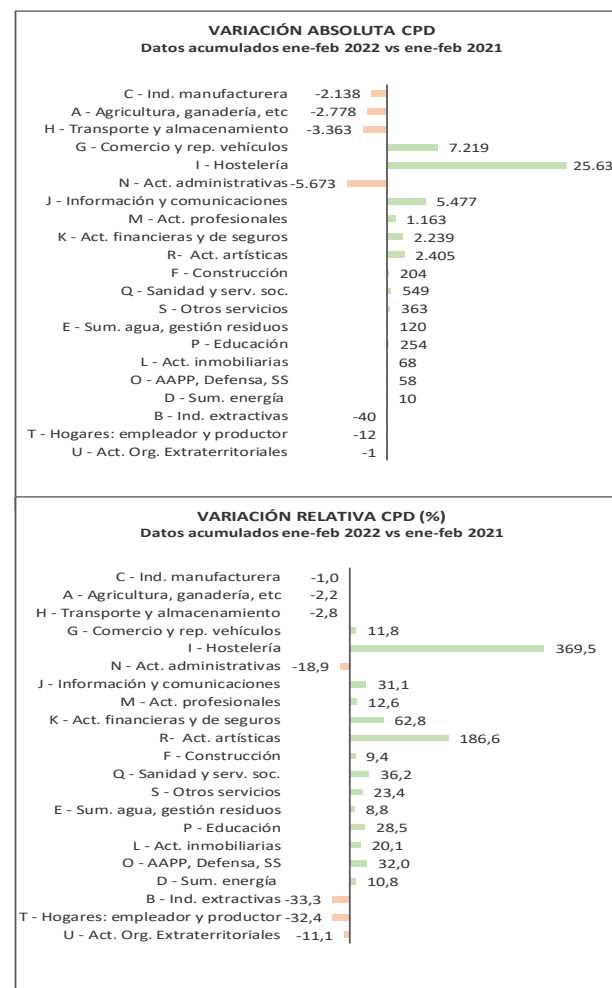 VARIACIÓN ABSOLUTA CPD
Datos acumulados ene-feb 2022 vs ene-feb 2021
C - Ind. manufacturera -2.138
A - Agricultura, ganadería, etc -2.778
H - Transporte y almacenamiento -3.363
G - Comercio y rep. vehículos 7.219
I - Hostelería 25.63
N - Act. administrativas -5.673
J - Información y comunicaciones 5.477
M - Act. profesionales 1.163
K - Act. financieras y de seguros 2.239
R- Act. artísticas 2.405
F - Construcción 204
Q - Sanidad y serv. soc. 549
S - Otros servicios 363
E - Sum. agua, gestión residuos 120
P - Educación 254
L - Act. inmobiliarias 68
O - AAPP, Defensa, SS 58
D - Sum. energía 10
B - Ind. extractivas -40
T - Hogares: empleador y productor -12
U - Act. Org. Extraterritoriales -1
VARIACIÓN RELATIVA CPD (%)
Datos acumulados ene-feb 2022 vs ene-feb 2021
C - Ind. manufacturera -1,0
A - Agricultura, ganadería, etc -2,2
H - Transporte y almacenamiento -2,8
G - Comercio y rep. vehículos 11,8
I - Hostelería 369,5
N - Act. administrativas -18,9
J - Información y comunicaciones 31,1
M - Act. profesionales 12,6
K - Act. financieras y de seguros 62,8
R- Act. artísticas 186,6
F - Construcción 9,4
Q - Sanidad y serv. soc. 36,2
S - Otros servicios 23,4
E - Sum. agua, gestión residuos 8,8
P - Educación 28,5
L - Act. inmobiliarias 20,1
O - AAPP, Defensa, SS 32,0
D - Sum. energía 10,8
B - Ind. extractivas -33,3
T - Hogares: empleador y productor -32,4
U - Act. Org. Extraterritoriales -11,1